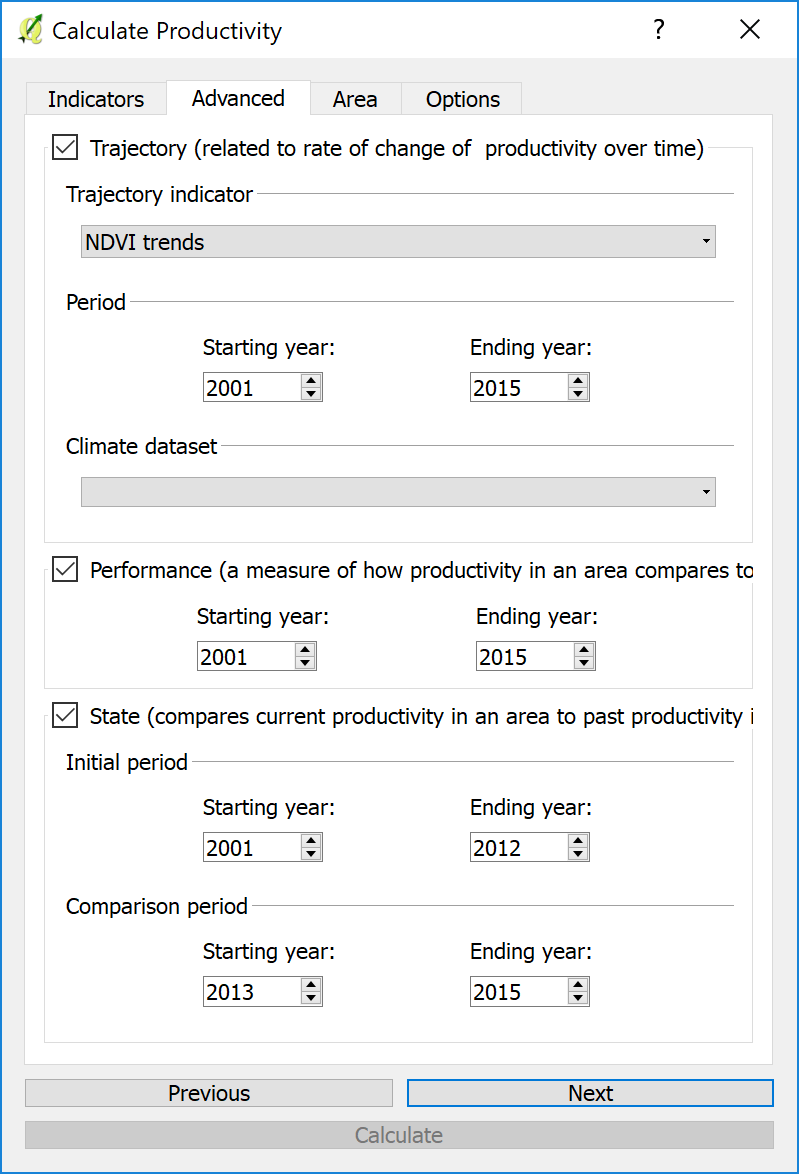 Calculate Productivity ?
Indicators Advanced Area Options
Trajectory (related to rate of change of  productivity over time)
Trajectory indicator
NDVI trends
Period
Starting year: Ending year:
2001 2015
Climate dataset
Performance (a measure of how productivity in an area compares to
Starting year: Ending year:
2001 2015
State (compares current productivity in an area to past productivity i
Initial period
Starting year: Ending year:
2001 2012
Comparison period
Starting year: Ending year:
2013 2015
Previous Next
Calculate